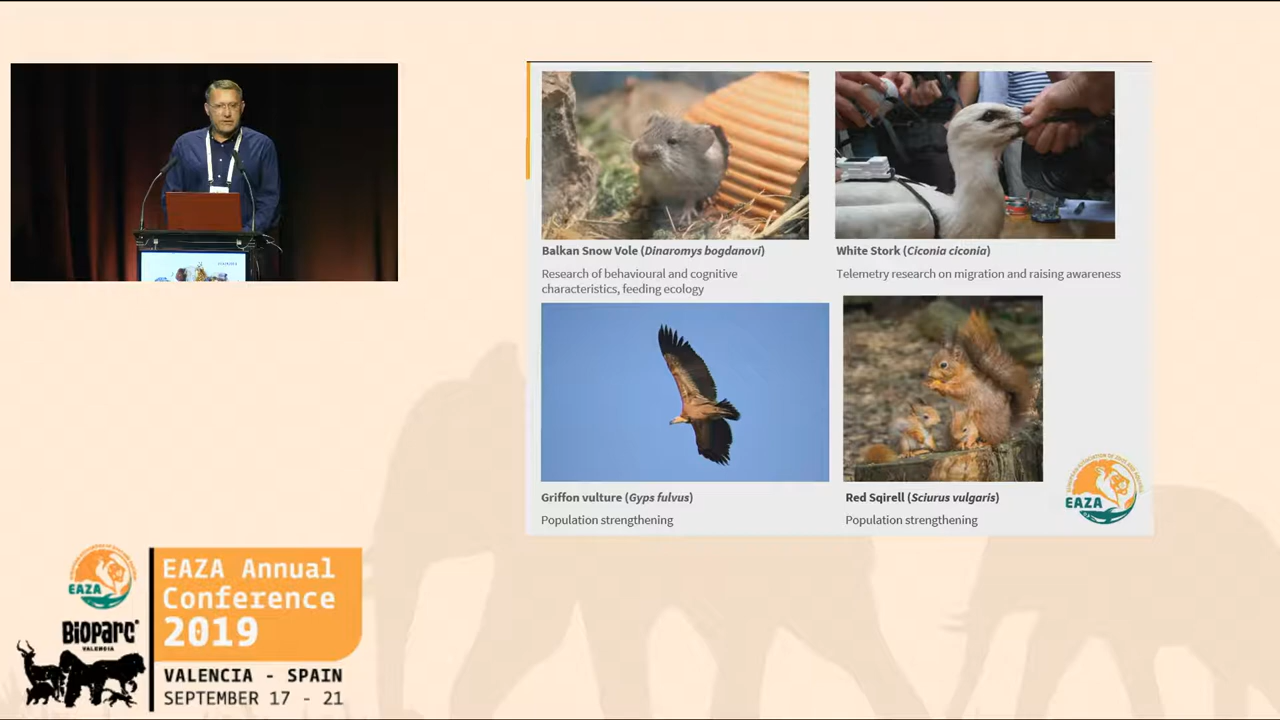 Balkan Snow Vole (Dinaromys bogdanovi)
Research of behavioural and cognitive
characteristics, feeding ecology
White Stork (Ciconia ciconia)
Telemetry research on migration and raising awareness
Griffon vulture (Gyps fulvus)
Population strengthening
Red Sqirell (Sciurus vulgaris)
Population strengthening
EAZA
EAZA
BIOPARC
VALENCIA
EAZA Annual
Conference
2019
VALENCIA - SPAIN
SEPTEMBER 17 - 21